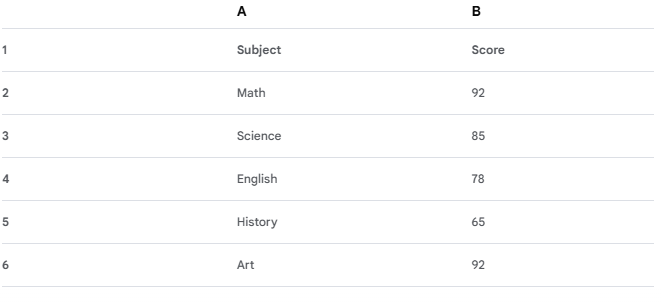 A B
1 Subject Score
2 Math 92
3 Science 85
4 English 78
5 History 65
6 Art 92